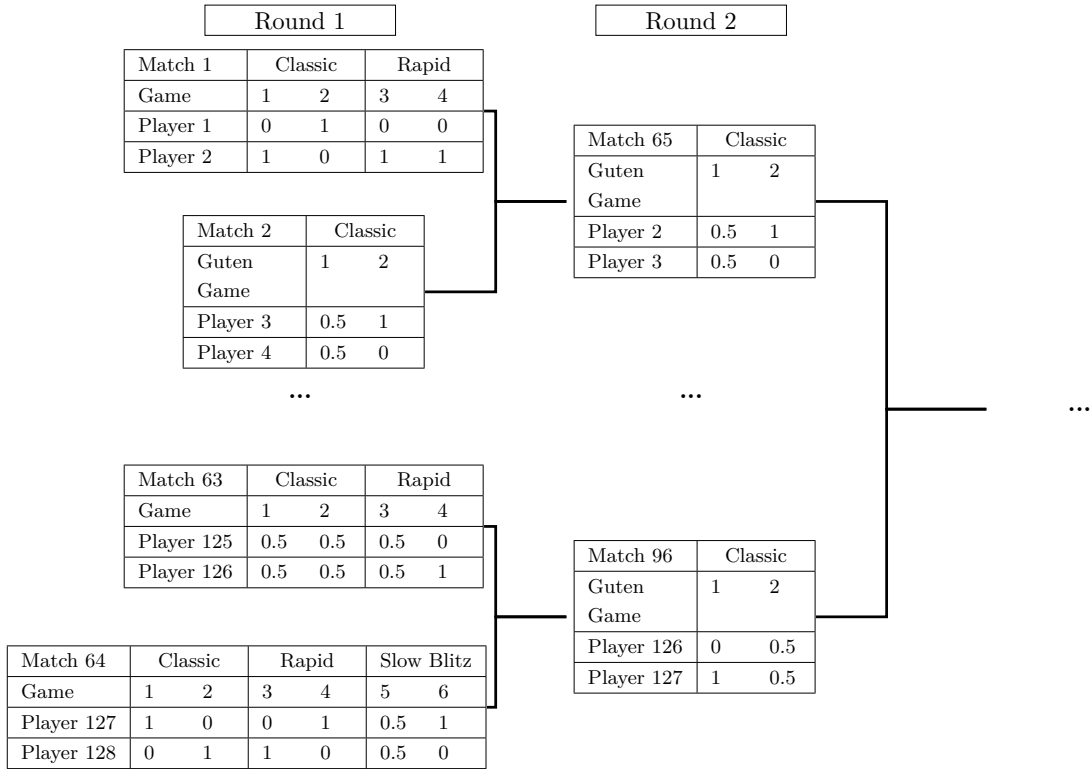 Round 1
Round 2
Match 1 Classic Rapid
Game 1 2 3 4
Player 1 0 1 0 0
Player 2 1 0 1 1
Match 65 Classic
Guten 1 2
Game
Player 2 0.5 1
Player 3 0.5 0
Match 2 Classic
Guten 1 2
Game
Player 3 0.5 1
Player 4 0.5 0
...
...
...
Match 63 Classic Rapid
Game 1 2 3 4
Player 125 0.5 0.5 0.5 0
Player 126 0.5 0.5 0.5 1
Match 96 Classic
Guten 1 2
Game
Player 126 0 0.5
Player 127 1 0.5
Match 64 Classic Rapid Slow Blitz
Game 1 2 3 4 5 6
Player 127 1 0 0 1 0.5 1
Player 128 0 1 1 0 0.5 0